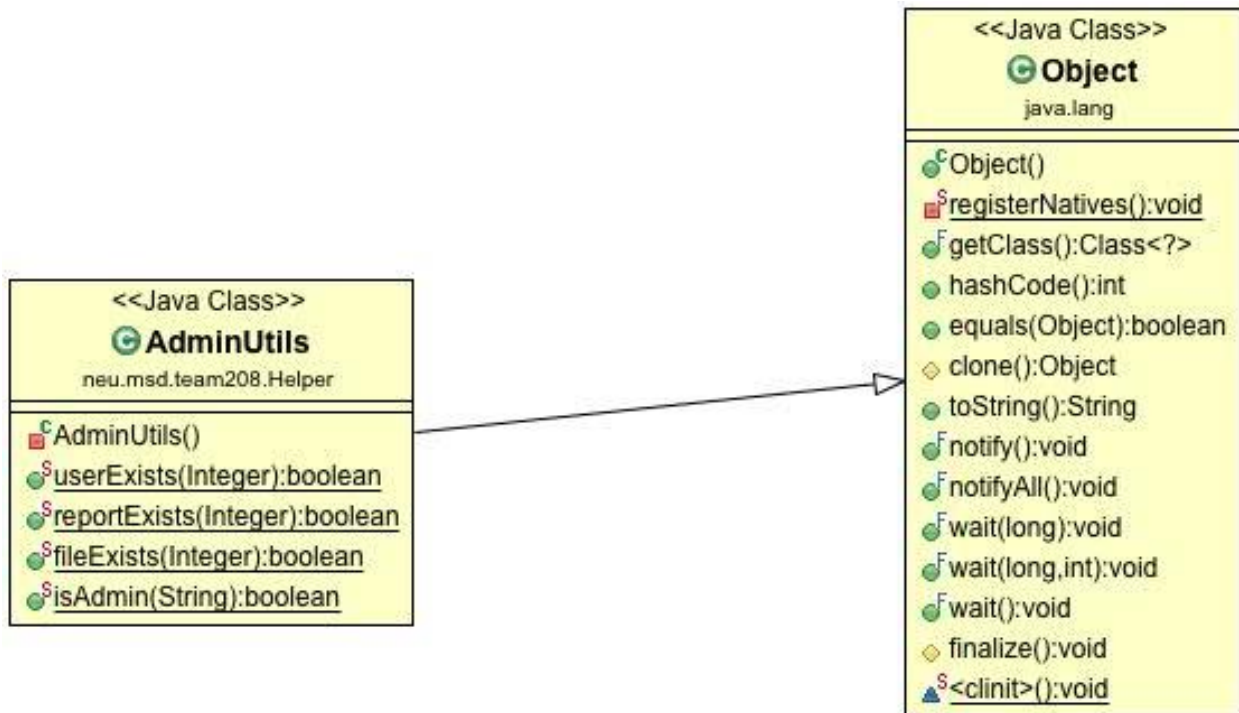 <<Java Class>>
AdminUtils
neu.msd.team208.Helper
AdminUtils()
userExists(Integer):boolean
reportExists(Integer):boolean
fileExists(Integer):boolean
isAdmin(String):boolean
<<Java Class>>
Object
java.lang
Object()
registerNatives():void
getClass():Class<?>
hashCode():int
equals(Object):boolean
clone():Object
toString():String
notify():void
notifyAll():void
wait(long):void
wait(long,int):void
wait():void
finalize():void
<clinit>():void